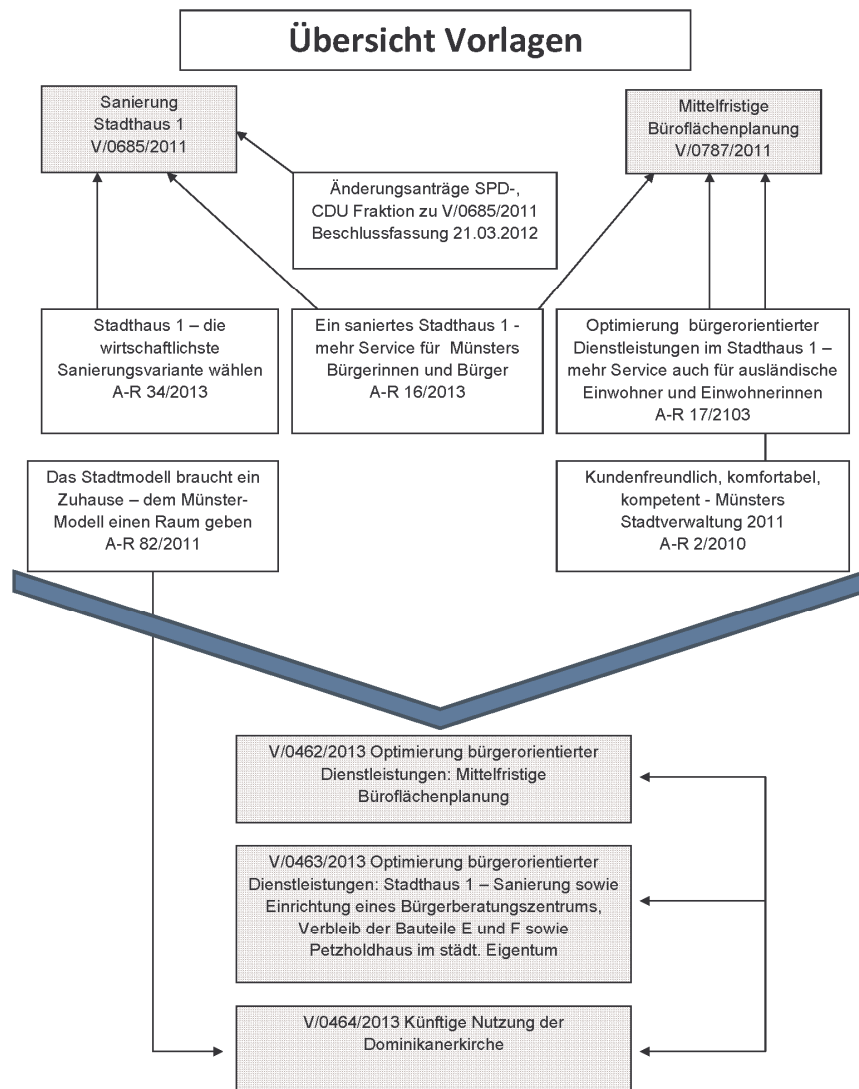 Übersicht Vorlagen
Sanierung
Stadthaus 1
V/0685/2011
Mittelfristige
Büroflächenplanung
V/0787/2011
Änderungsanträge SPD-,
CDU Fraktion zu V/0685/2011
Beschlussfassung 21.03.2012
Stadthaus 1 – die
wirtschaftlichste
Sanierungsvariante wählen
A-R 34/2013
Ein saniertes Stadthaus 1 -
mehr Service für Münsters
Bürgerinnen und Bürger
A-R 16/2013
Optimierung bürgerorientierter
Dienstleistungen im Stadthaus 1 –
mehr Service auch für ausländische
Einwohner und Einwohnerinnen
A-R 17/2103
Das Stadtmodell braucht ein
Zuhause – dem Münster-
Modell einen Raum geben
A-R 82/2011
Kundenfreundlich, komfortabel,
kompetent - Münsters
Stadtverwaltung 2011
A-R 2/2010
V/0462/2013 Optimierung bürgerorientierter
Dienstleistungen: Mittelfristige
Büroflächenplanung
V/0463/2013 Optimierung bürgerorientierter
Dienstleistungen: Stadthaus 1 – Sanierung sowie
Einrichtung eines Bürgerberatungszentrums,
Verbleib der Bauteile E und F sowie
Petzholdhaus im städt. Eigentum
V/0464/2013 Künftige Nutzung der
Dominikanerkirche